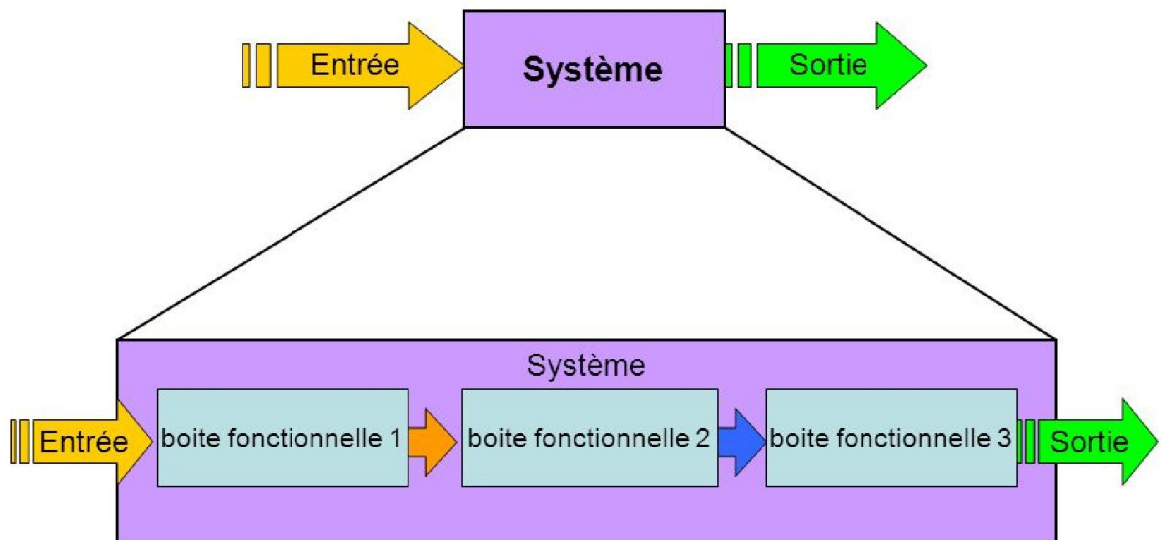 Entrée
Système
Sortie
Système
Entrée
boite fonctionnelle 1
boite fonctionnelle 2
boite fonctionnelle 3
Sortie